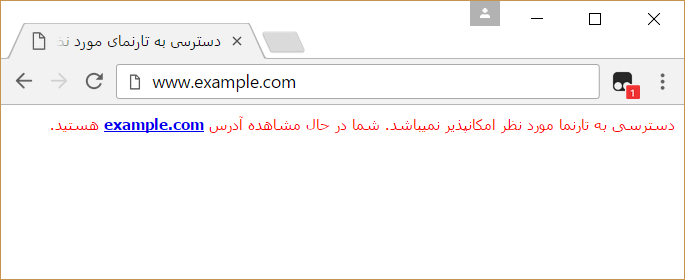 دسترسی به تارنمای مورد
www.example.com
1
دسترسی به تارنما مورد نظر امکانپذیر نمیباشد. شما در حال مشاهده آدرس example.com هستید.